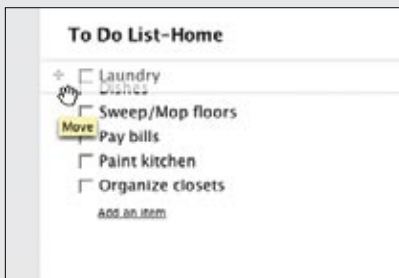 To Do List-Home
Laundry
Dishes
Sweep/Mop floors
Move
Pay bills
Paint kitchen
Organize closets
Add an item